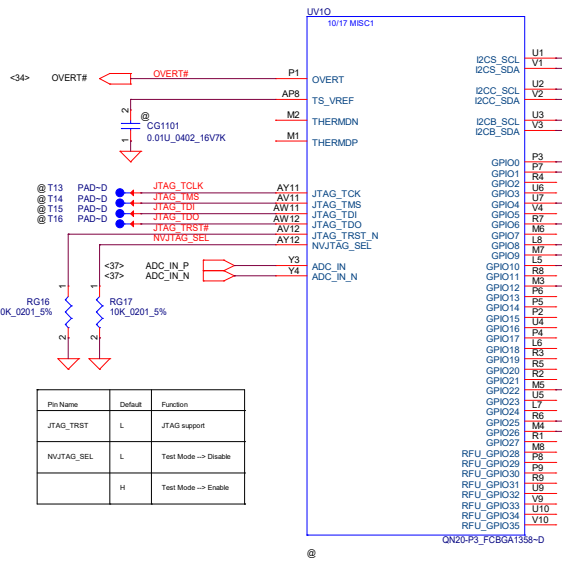 UV1O
10/17 MISC1
<34> OVERT# OVERT# P1 OVERT
AP8 TS_VREF
2 @
CG1101
1 0.01U_0402_16V7K
M2 THERMDN
M1 THERMDP
@ T13 PAD~D JTAG_TCLK AY11 JTAG_TCK
@ T14 PAD~D JTAG_TMS AV11 JTAG_TMS
@ T15 PAD~D JTAG_TDI AW11 JTAG_TDI
@ T16 PAD~D JTAG_TDO AW12 JTAG_TDO
JTAG_TRST# AV12 JTAG_TRST_N
NVJTAG_SEL AY12 NVJTAG_SEL
<37> ADC_IN_P Y3 ADC_IN
<37> ADC_IN_N Y4 ADC_IN_N
1 1
RG16 RG17
0K_0201_5% 10K_0201_5%
2 2
I2CS_SCL U1
I2CS_SDA V1
I2CC_SCL U2
I2CC_SDA V2
I2CB_SCL U3
I2CB_SDA V3
GPIO0 P3
GPIO1 P7
GPIO2 R4
GPIO3 U6
GPIO4 U7
GPIO5 V4
GPIO6 R7
GPIO7 M6
GPIO8 L8
GPIO9 M7
GPIO10 L5
GPIO11 R8
GPIO12 M3
GPIO13 P6
GPIO14 P5
GPIO15 P2
GPIO16 U4
GPIO17 P4
GPIO18 L6
GPIO19 R3
GPIO20 R5
GPIO21 R2
GPIO22 M5
GPIO23 U5
GPIO24 L7
GPIO25 R6
GPIO26 M4
GPIO27 R1
RFU_GPIO28 M8
RFU_GPIO29 P8
RFU_GPIO30 P9
RFU_GPIO31 R9
RFU_GPIO32 U9
RFU_GPIO33 V9
RFU_GPIO34 U10
RFU_GPIO35 V10
QN20-P3_FCBGA1358~D
@
Pin Name Default Function
JTAG_TRST L JTAG support
NVJTAG_SEL L Test Mode --> Disable
H Test Mode --> Enable